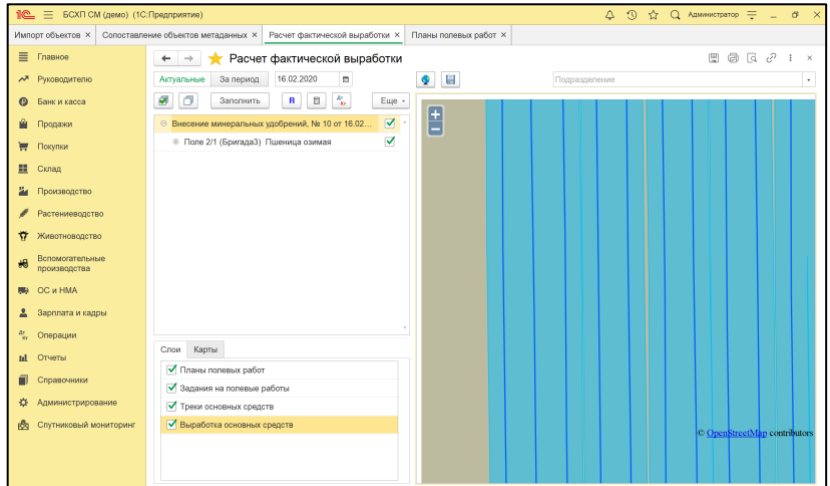 1С БСХП СМ (демо) (1С:Предприятие) Администратор
Импорт объектов × Сопоставление объектов метаданных × Расчет фактической выработки × Планы полевых работ ×
Главное
Руководителю
Банк и касса
Продажи
Покупки
Склад
Производство
Растениеводство
Животноводство
Вспомогательные
производства
ОС и НМА
Зарплата и кадры
Операции
Отчеты
Справочники
Администрирование
Спутниковый мониторинг
Расчет фактической выработки
Актуальные За период 16.02.2020 Подразделение
Заполнить Я Дт Кт Еще
Внесение минеральных удобрений, № 10 от 16.02...
Поле 2/1 (Бригада3) Пшеница озимая
Слои Карты
Планы полевых работ
Задания на полевые работы
Треки основных средств
Выработка основных средств
+
−
© OpenStreetMap contributors